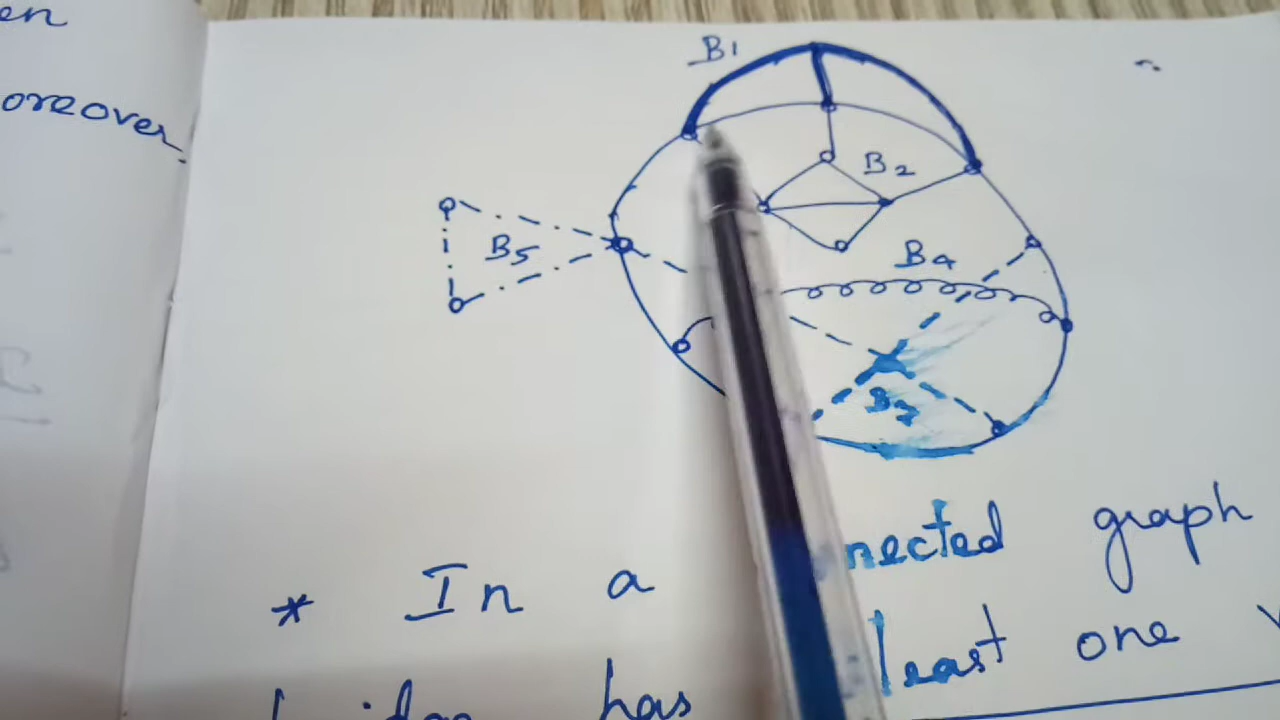 en
oreover.
B1
B2
B5
B4
B3
* In a nected graph
has least one